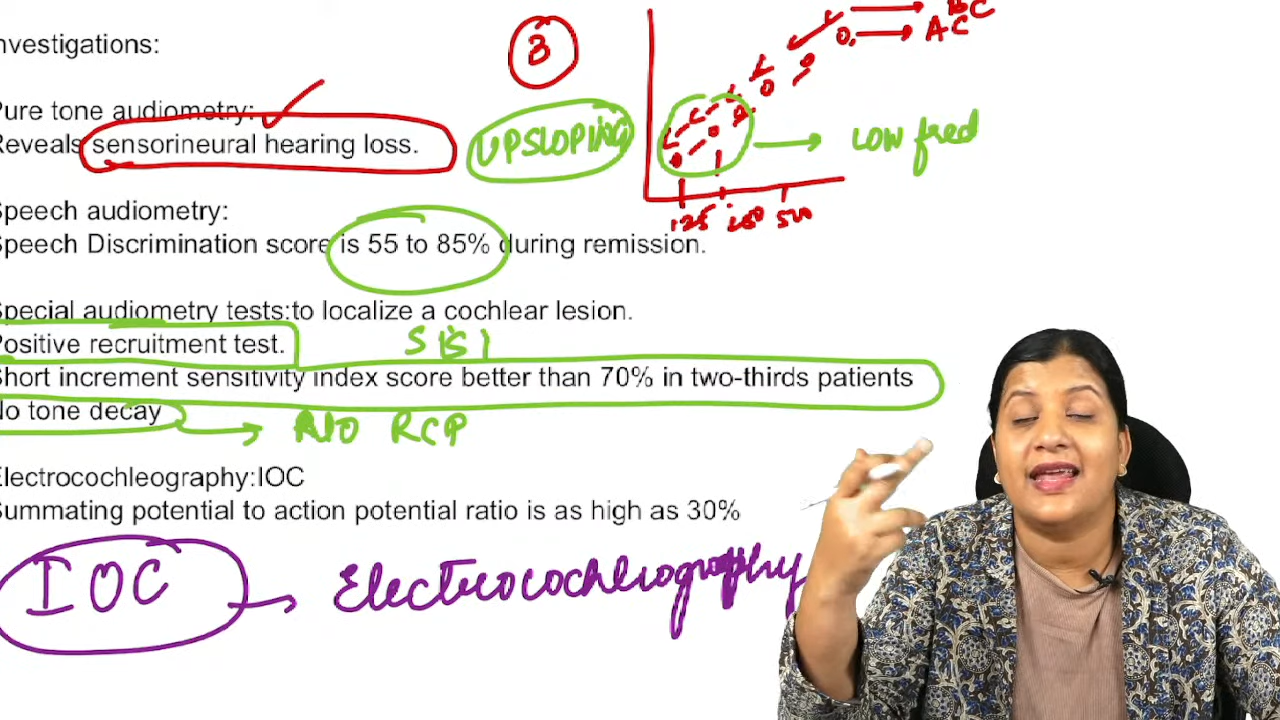 nvestigations:
3
BC
AC
Pure tone audiometry:
Reveals sensorineural hearing loss.
UPSLOPING
LOW freq
125 250 500
Speech audiometry:
Speech Discrimination score is 55 to 85% during remission.
Special audiometry tests:to localize a cochlear lesion.
Positive recruitment test.
SISI
Short increment sensitivity index score better than 70% in two-thirds patients
No tone decay
R/O RCP
Electrocochleography:IOC
Summating potential to action potential ratio is as high as 30%
IOC
Electrocochleography